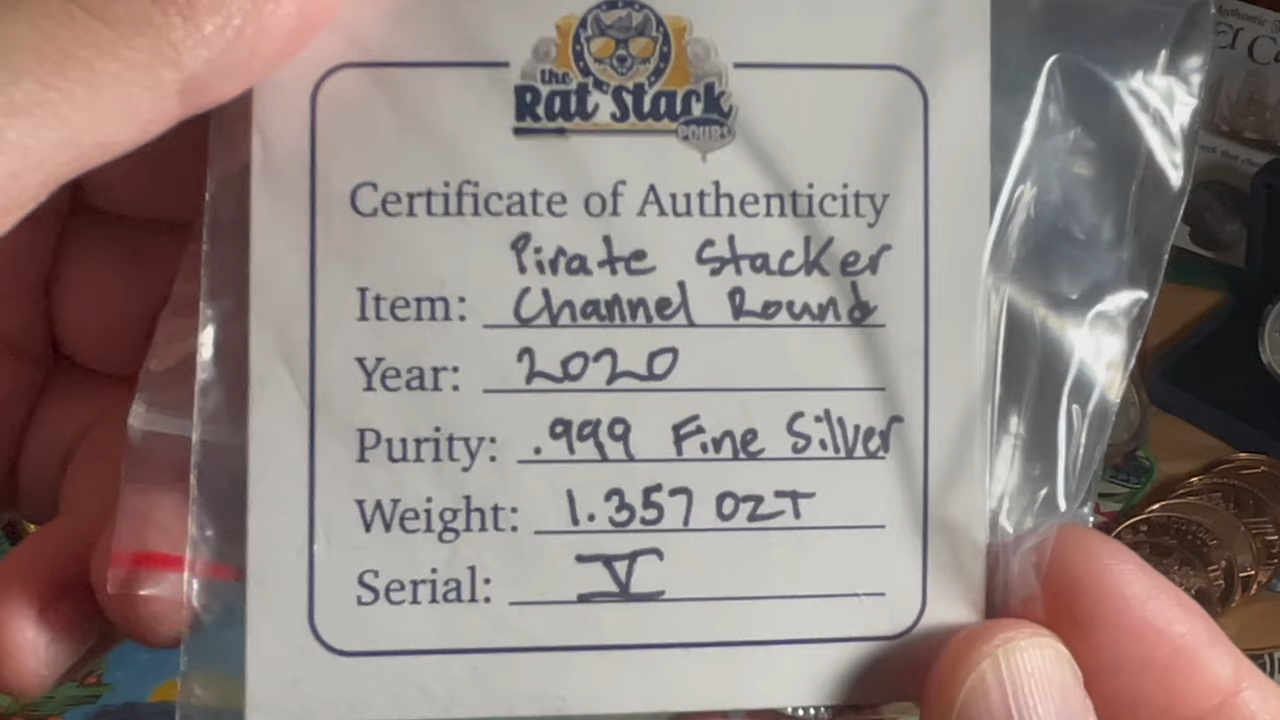 the
Rat Stack
POURS
Certificate of Authenticity
Pirate Stacker
Item: Channel Round
Year: 2020
Purity: .999 Fine Silver
Weight: 1.357 OZT
Serial: V
Authentic